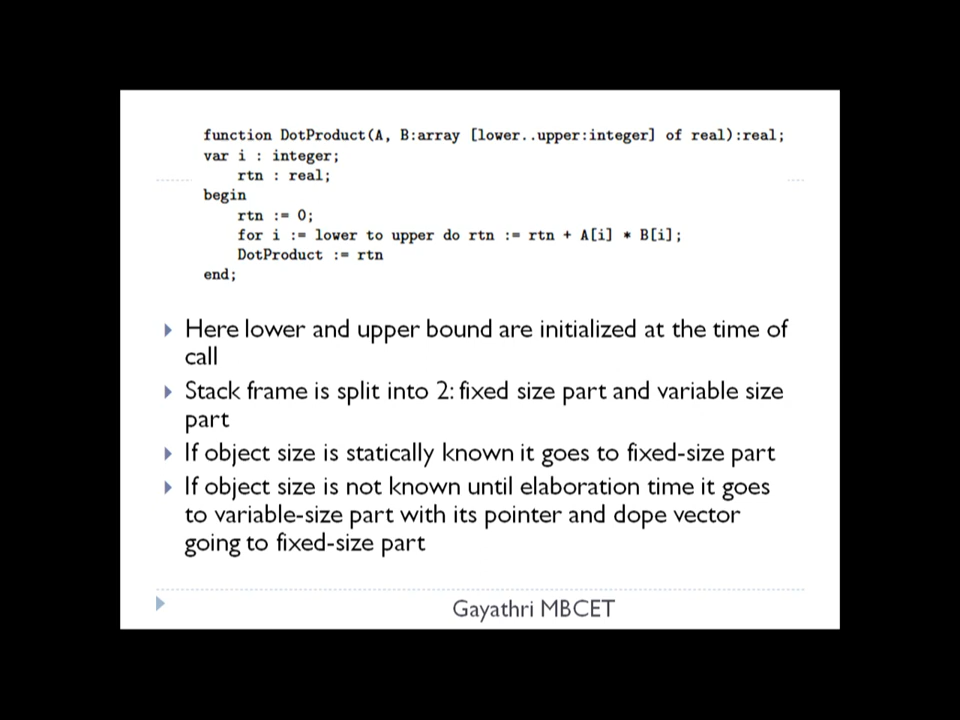 function DotProduct(A, B:array [lower..upper:integer] of real):real;
var i : integer;
rtn : real;
begin
rtn := 0;
for i := lower to upper do rtn := rtn + A[i] * B[i];
DotProduct := rtn
end;
Here lower and upper bound are initialized at the time of
call
Stack frame is split into 2: fixed size part and variable size
part
If object size is statically known it goes to fixed-size part
If object size is not known until elaboration time it goes
to variable-size part with its pointer and dope vector
going to fixed-size part
Gayathri MBCET